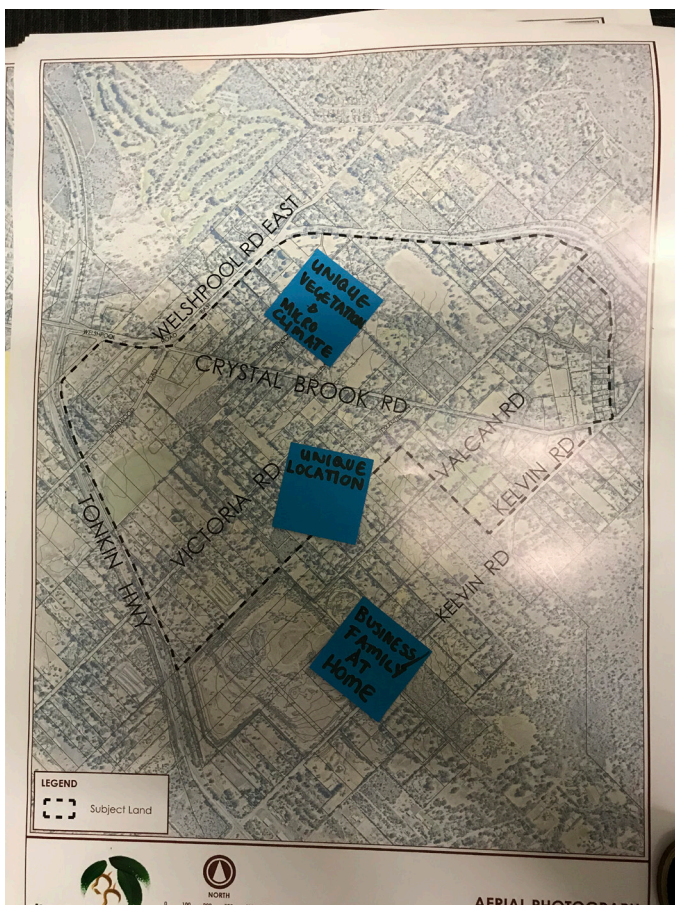 WELSHPOOL RD EAST
UNIQUE
VEGETATION
&
MICRO
CLIMATE
CRYSTAL BROOK RD
VALCAN RD
KELVIN RD
UNIQUE
LOCATION
VICTORIA RD
TONKIN HWY
KELVIN RD
BUSINESS/
FAMILY
AT
HOME
LEGEND
Subject Land
NORTH
AERIAL PHOTOGRAPH